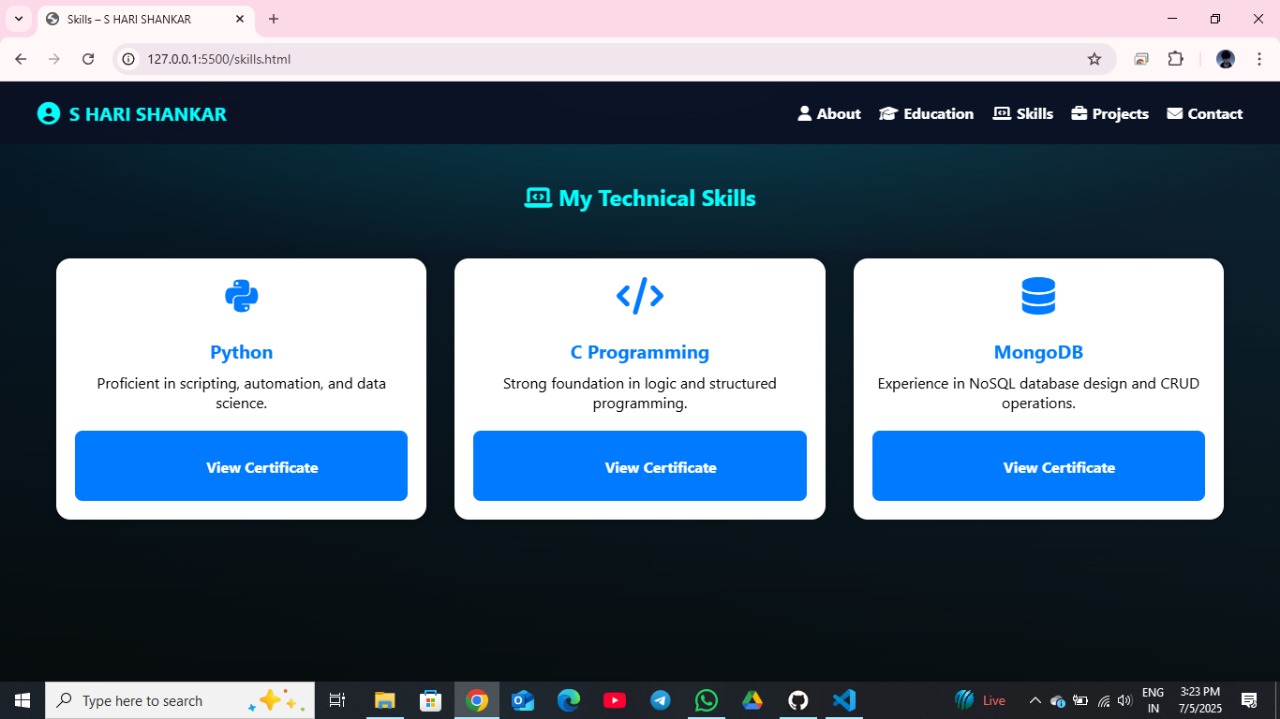 Skills – S HARI SHANKAR
127.0.0.1:5500/skills.html
S HARI SHANKAR
About
Education
Skills
Projects
Contact
My Technical Skills
Python
Proficient in scripting, automation, and data
science.
View Certificate
C Programming
Strong foundation in logic and structured
programming.
View Certificate
MongoDB
Experience in NoSQL database design and CRUD
operations.
View Certificate
Type here to search
Live
ENG
IN
3:23 PM
7/5/2025